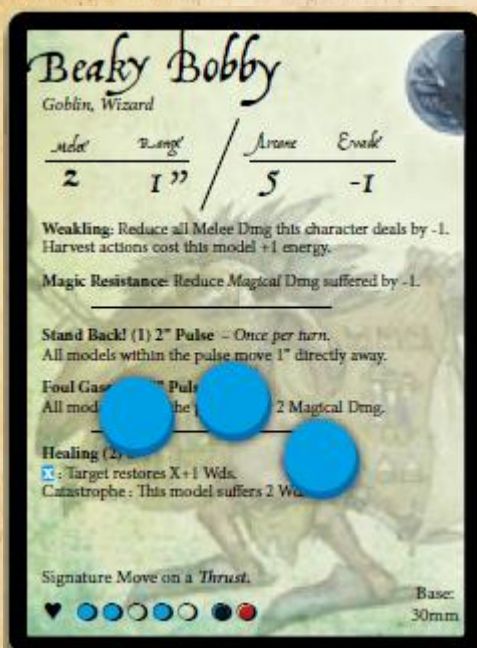 Beaky Bobby
Goblin, Wizard
Melee Range Arcane Evade
2 1” 5 -1
Weakling: Reduce all Melee Dmg this character deals by -1.
Harvest actions cost this model +1 energy.
Magic Resistance: Reduce Magical Dmg suffered by -1.
Stand Back! (1) 2” Pulse – Once per turn.
All models within the pulse move 1” directly away.
Foul
All 2 Magical Dmg.
Healing (2)
X : Target restores X+1 Wds.
Catastrophe : This model suffers 2
Signature Move on a Thrust.
Base:
30mm